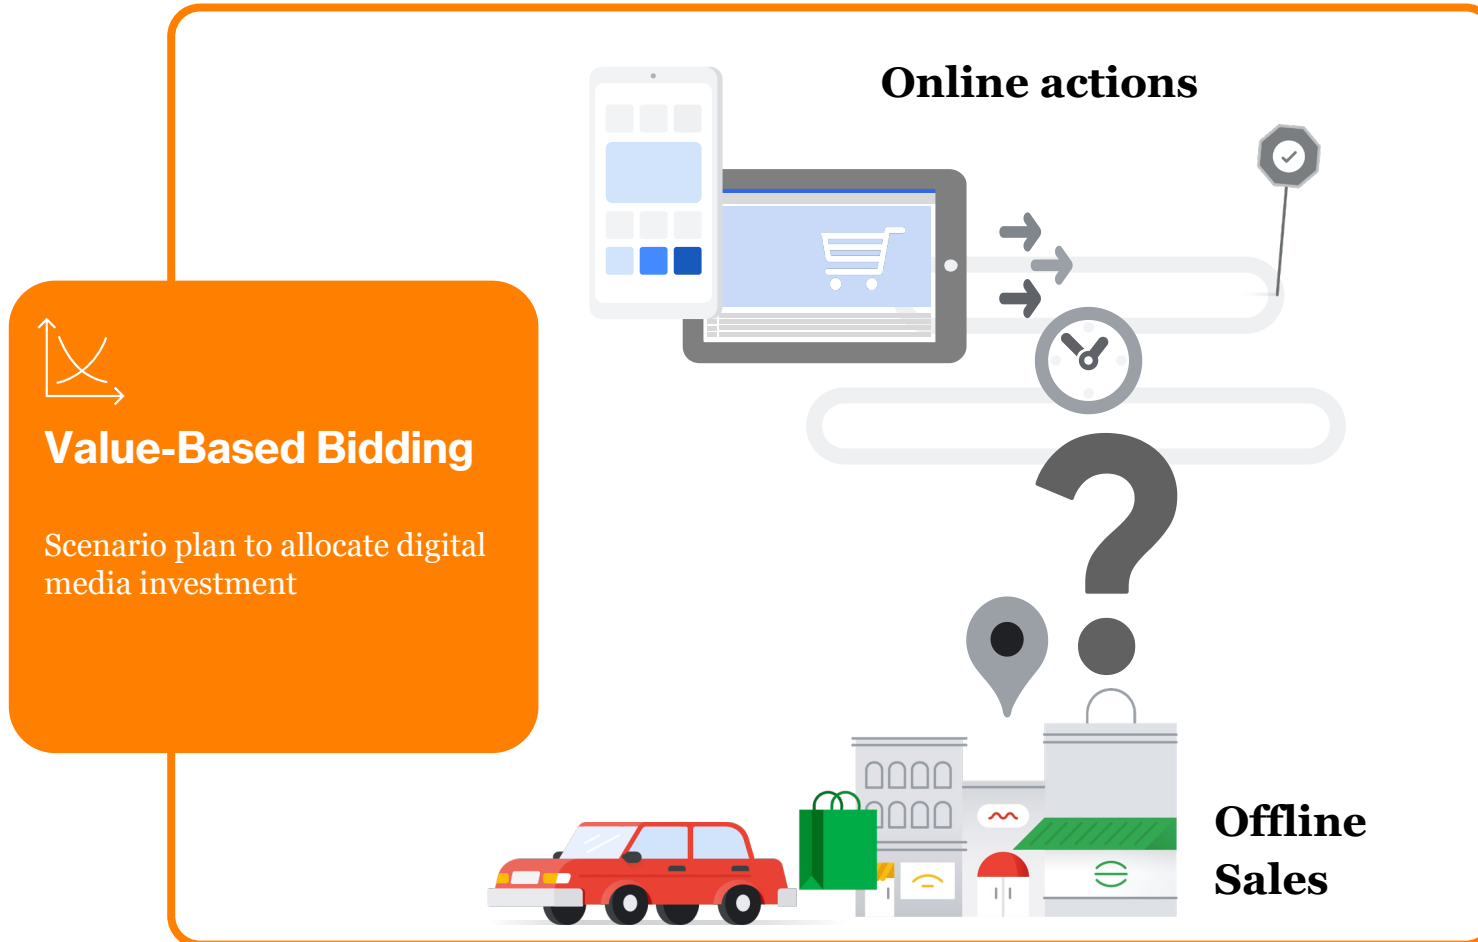 Online actions
Value-Based Bidding
Scenario plan to allocate digital
media investment
Offline
Sales